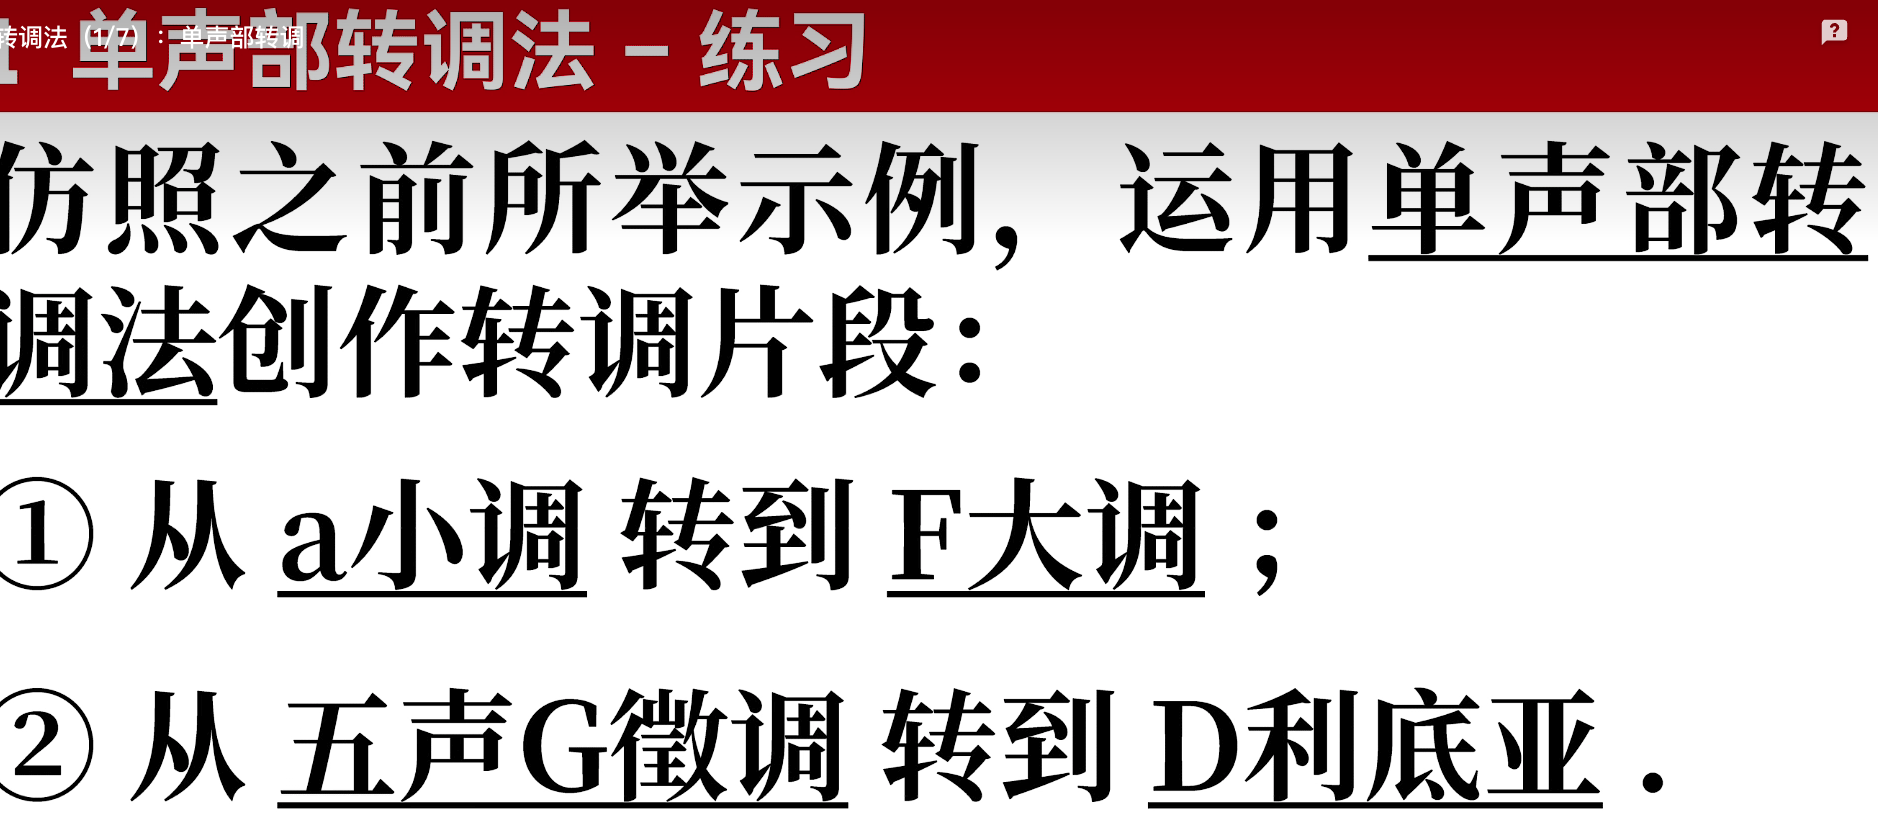 转调法（1/7）：单声部转调
1 单声部转调法 - 练习
仿照之前所举示例，运用单声部转
调法创作转调片段：
① 从 a小调 转到 F大调 ；
② 从 五声G徵调 转到 D利底亚 .